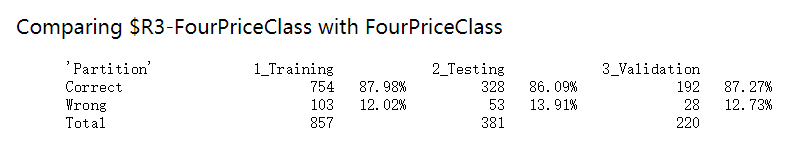 Comparing $R3-FourPriceClass with FourPriceClass
'Partition' 1_Training 2_Testing 3_Validation
Correct 754 87.98% 328 86.09% 192 87.27%
Wrong 103 12.02% 53 13.91% 28 12.73%
Total 857 381 220